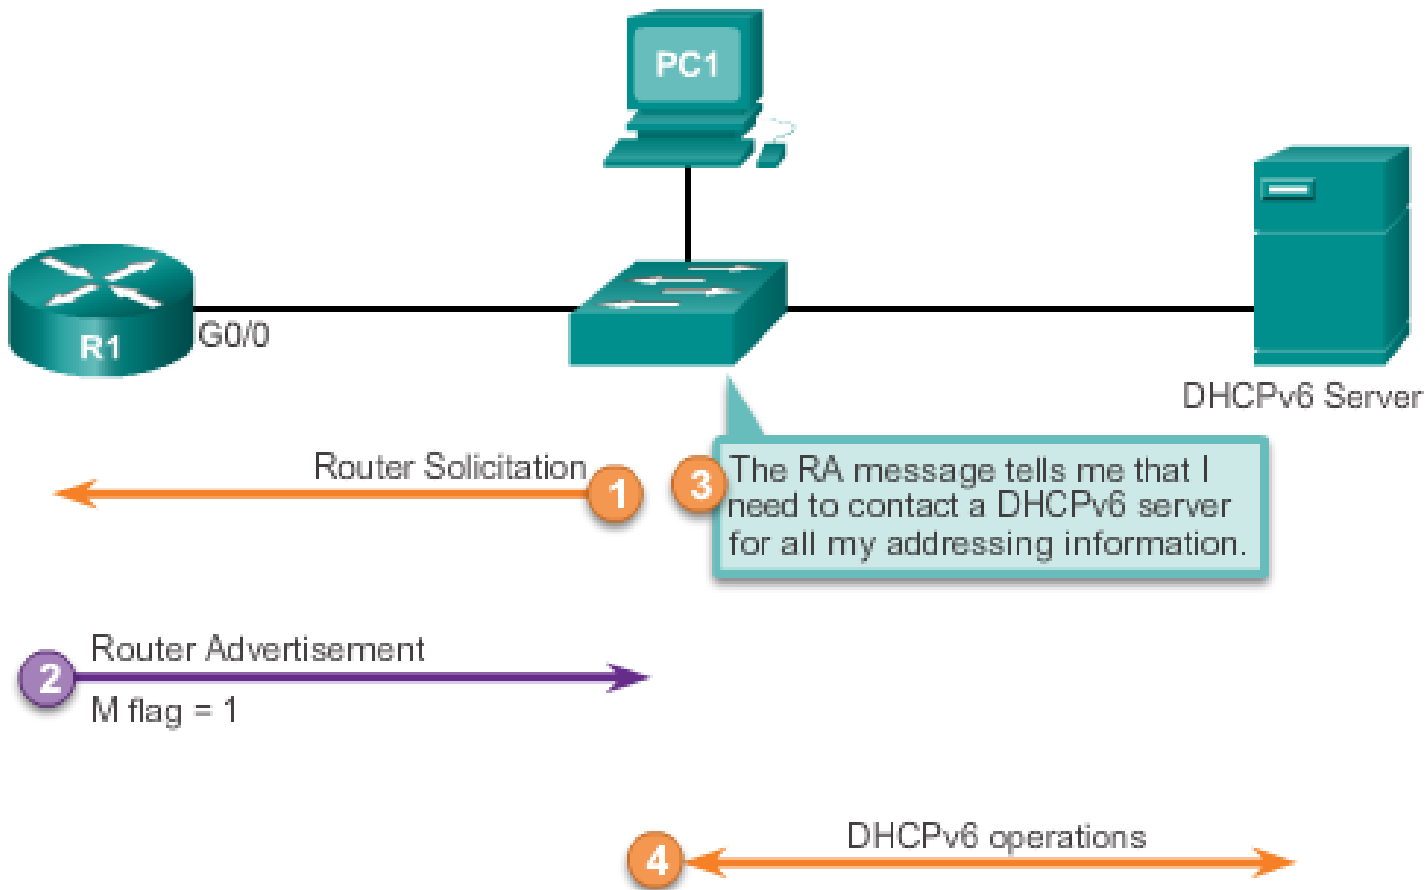 PC1
R1
G0/0
DHCPv6 Server
Router Solicitation
1
3
The RA message tells me that I
need to contact a DHCPv6 server
for all my addressing information.
2
Router Advertisement
M flag = 1
4
DHCPv6 operations